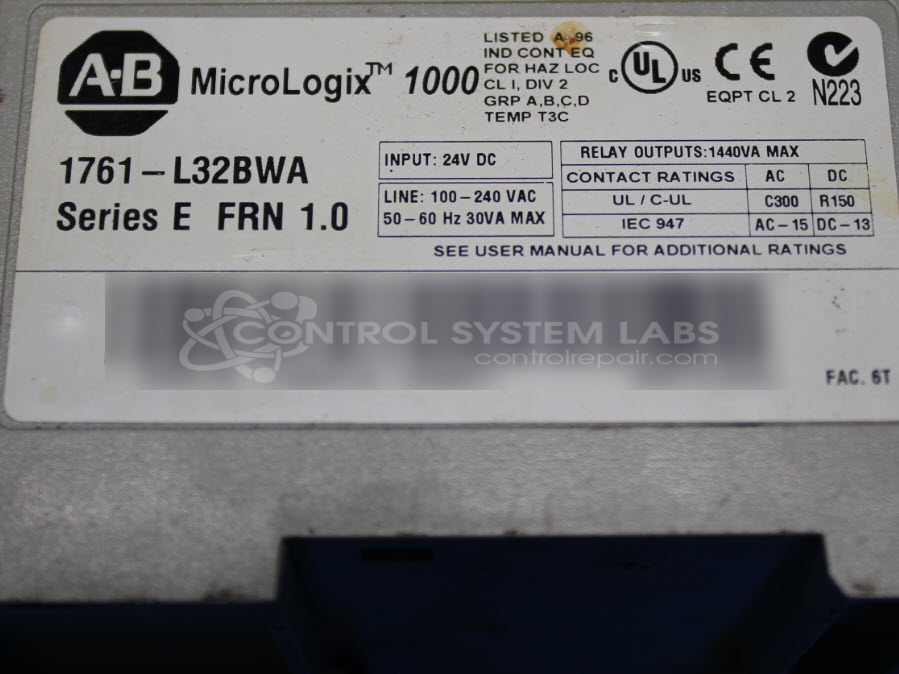 A-B
MicroLogix™ 1000
LISTED 96
IND CONT EQ
FOR HAZ LOC
CL I, DIV 2
GRP A,B,C,D
TEMP T3C
C UL US
CE
EQPT CL 2
N223
1761-L32BWA
Series E FRN 1.0
INPUT: 24V DC
LINE: 100-240 VAC
50-60 Hz 30VA MAX
RELAY OUTPUTS:1440VA MAX
CONTACT RATINGS AC DC
UL / C-UL C300 R150
IEC 947 AC-15 DC-13
SEE USER MANUAL FOR ADDITIONAL RATINGS
CONTROL SYSTEM LABS
controlrepair.com
FAC. 6T